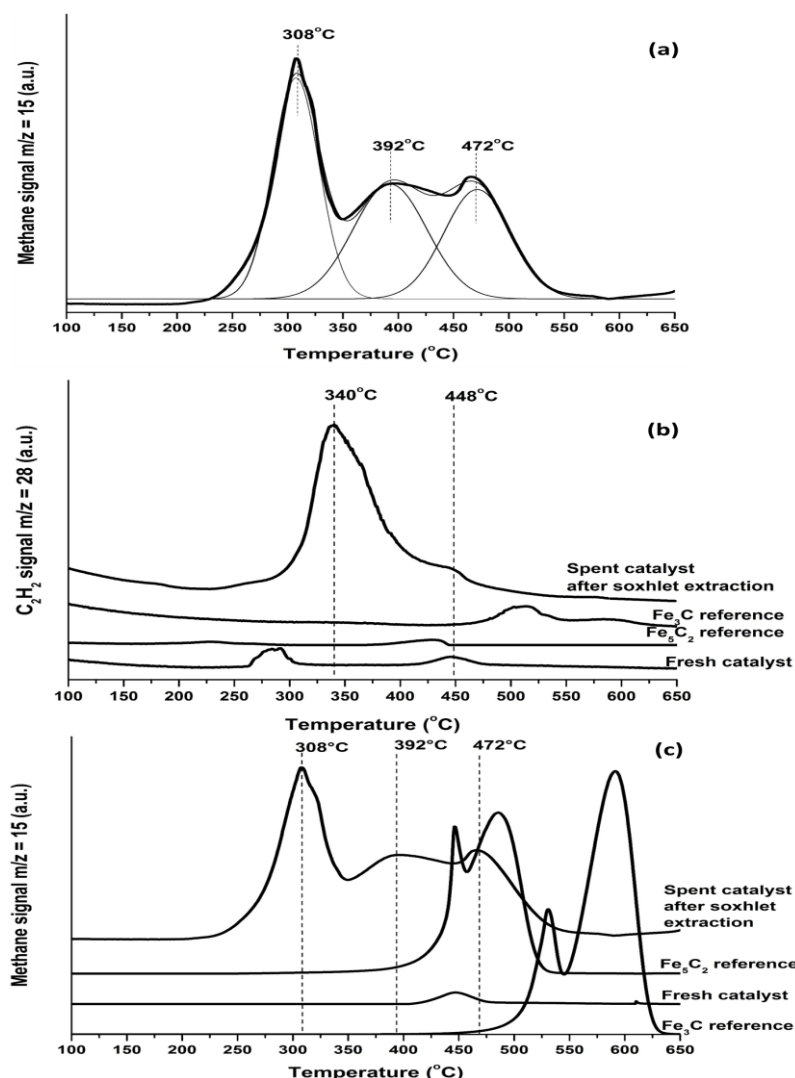 308°C
(a)
392°C
472°C
Methane signal m/z = 15 (a.u.)
100 150 200 250 300 350 400 450 500 550 600 650
Temperature (°C)
340°C
448°C
(b)
C₂H₂ signal m/z = 28 (a.u.)
Spent catalyst
after soxhlet extraction
Fe₃C reference
Fe₅C₂ reference
Fresh catalyst
100 150 200 250 300 350 400 450 500 550 600 650
Temperature (°C)
308°C
392°C
472°C
(c)
Methane signal m/z = 15 (a.u.)
Spent catalyst
after soxhlet
extraction
Fe₅C₂ reference
Fresh catalyst
Fe₃C reference
100 150 200 250 300 350 400 450 500 550 600 650
Temperature (°C)